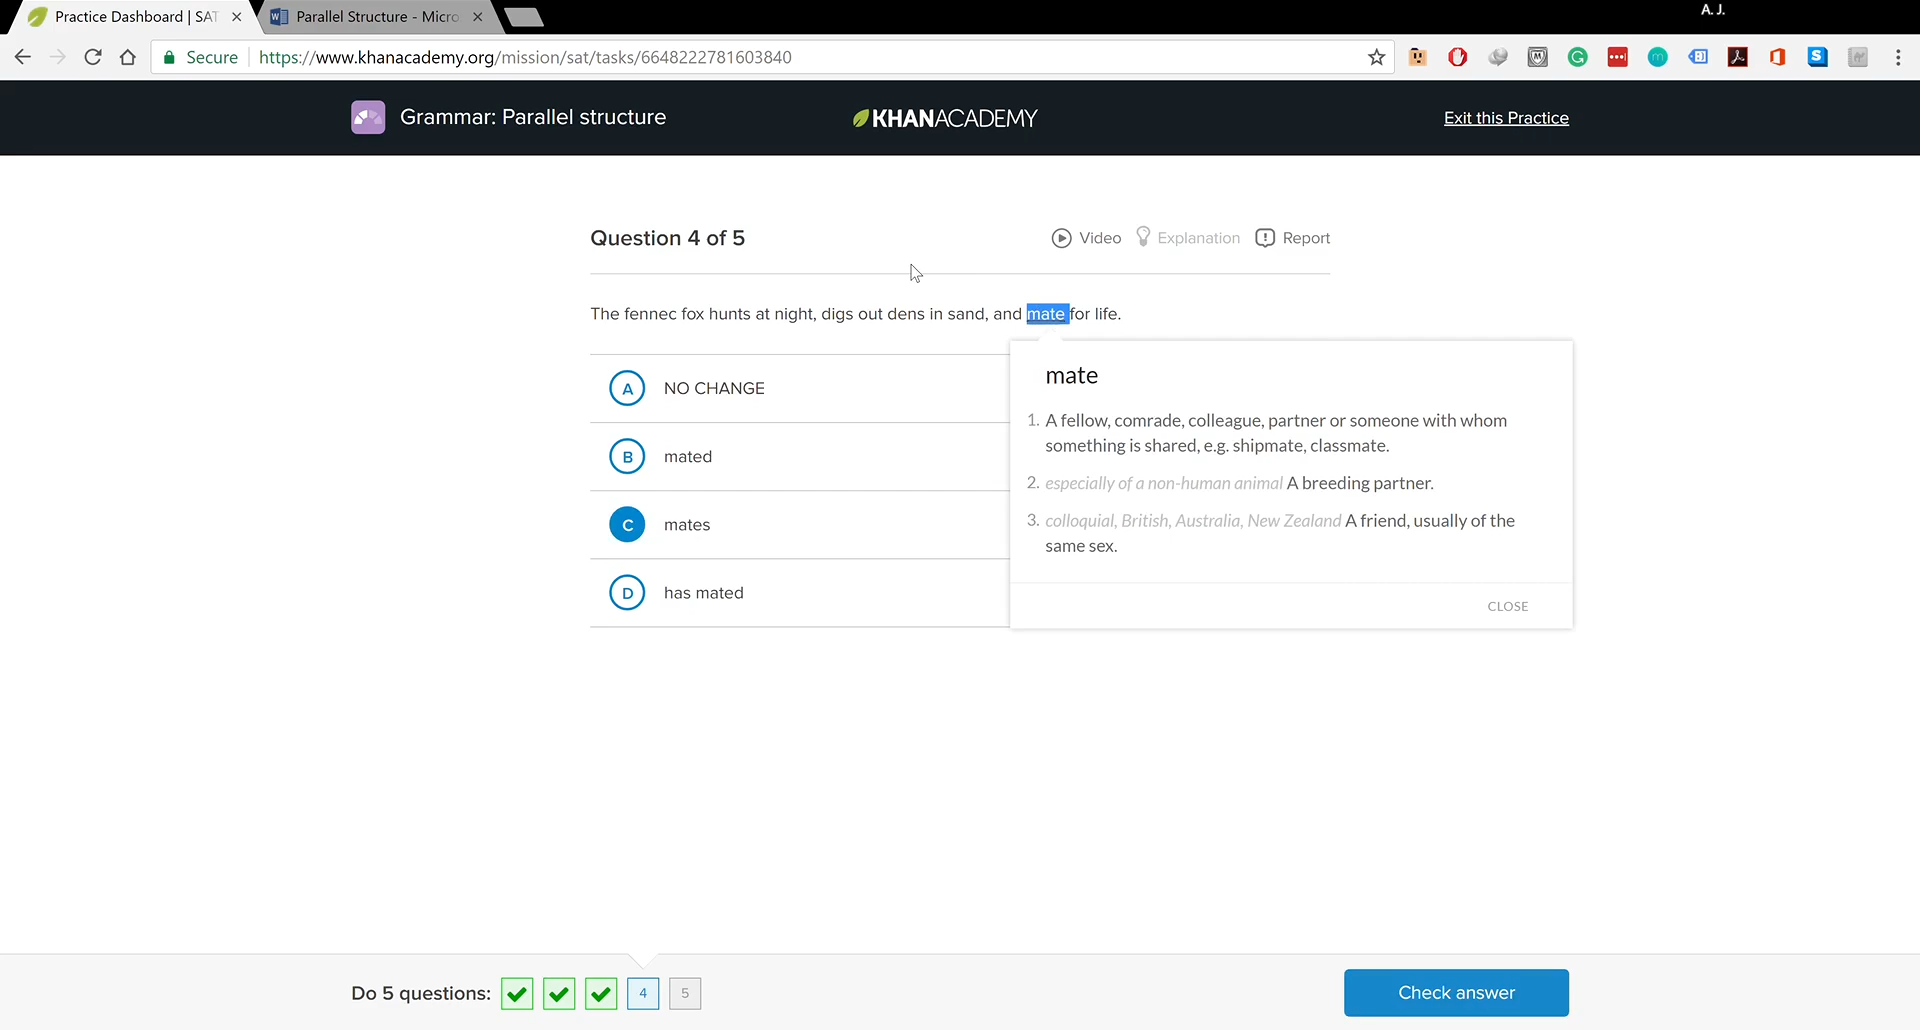 A. J.
Practice Dashboard | SAT
Parallel Structure - Micro
Secure
https://www.khanacademy.org/mission/sat/tasks/6648222781603840
Grammar: Parallel structure
KHANACADEMY
Exit this Practice
Question 4 of 5
Video
Explanation
Report
The fennec fox hunts at night, digs out dens in sand, and mate for life.
A NO CHANGE
B mated
C mates
D has mated
mate
1. A fellow, comrade, colleague, partner or someone with whom
something is shared, e.g. shipmate, classmate.
2. especially of a non-human animal A breeding partner.
3. colloquial, British, Australia, New Zealand A friend, usually of the
same sex.
CLOSE
Do 5 questions:
4
5
Check answer